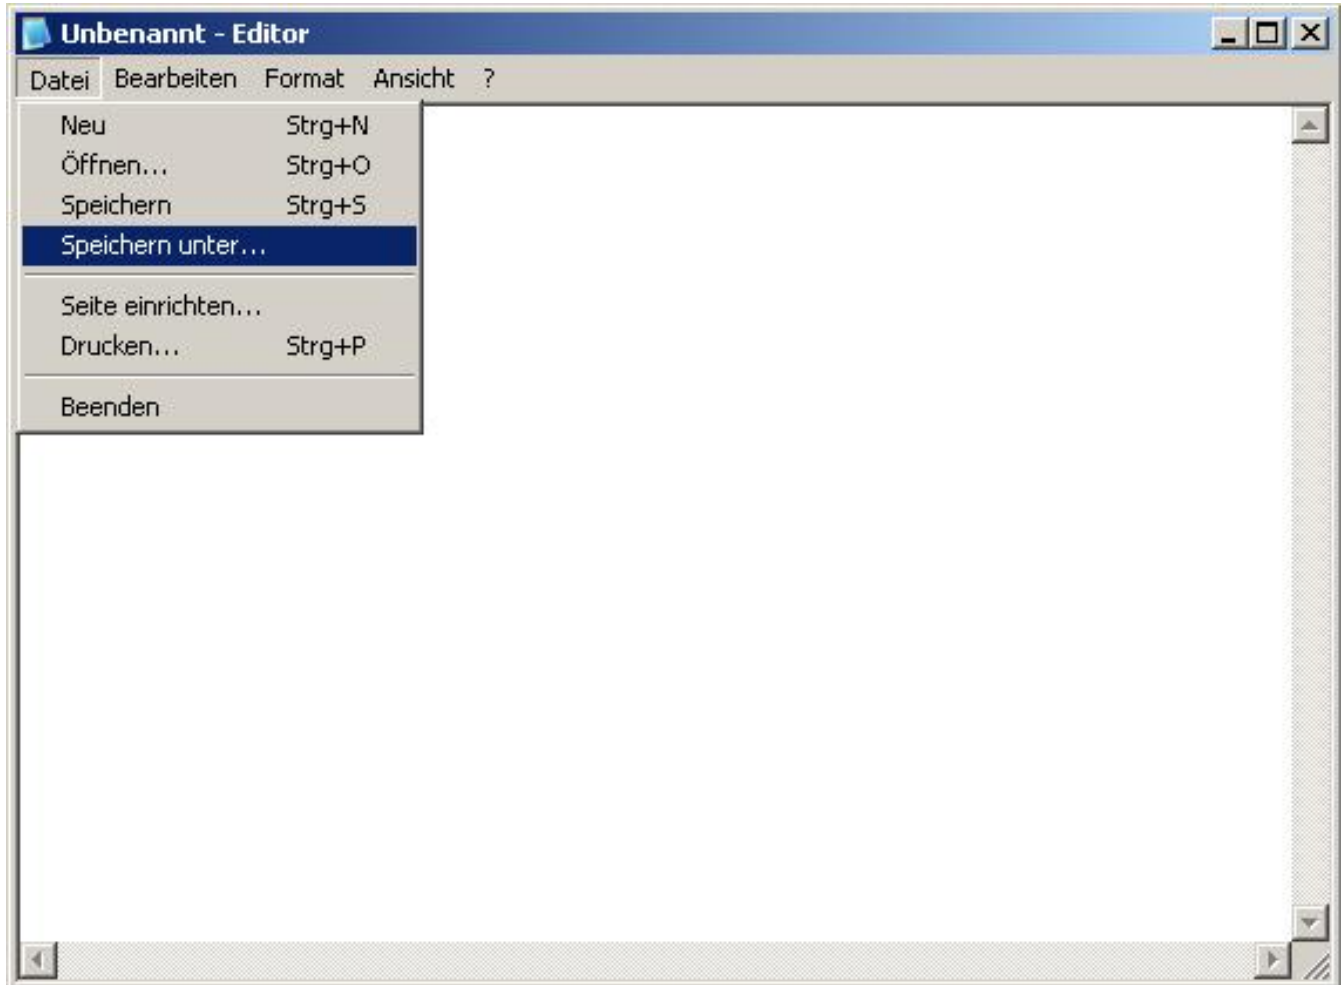 Unbenannt - Editor
Datei Bearbeiten Format Ansicht ?
Neu Strg+N
Öffnen... Strg+O
Speichern Strg+S
Speichern unter...
Seite einrichten...
Drucken... Strg+P
Beenden